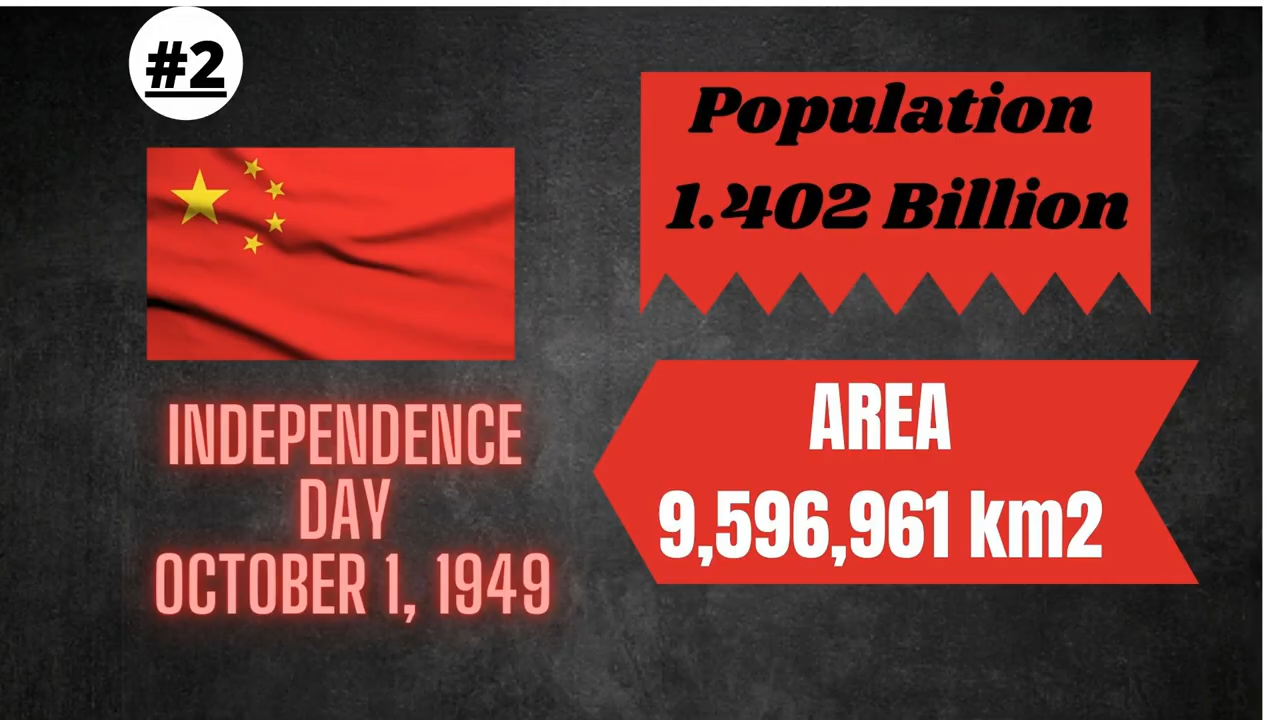 #2
Population
1.402 Billion
INDEPENDENCE
DAY
OCTOBER 1, 1949
AREA
9,596,961 km2